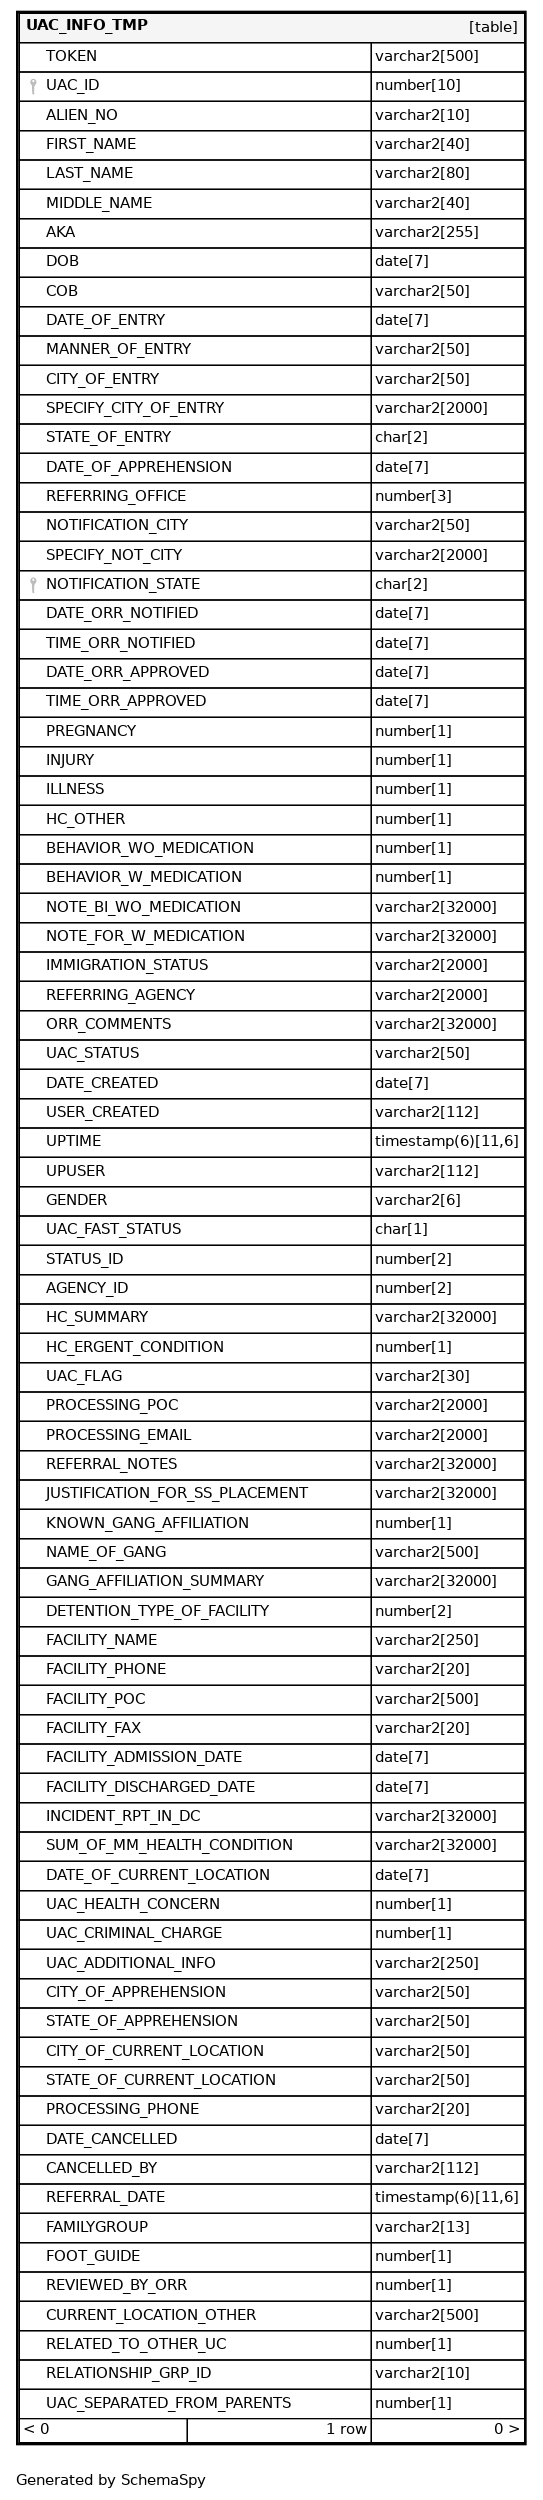 UAC_INFO_TMP [table]
TOKEN varchar2[500]
UAC_ID number[10]
ALIEN_NO varchar2[10]
FIRST_NAME varchar2[40]
LAST_NAME varchar2[80]
MIDDLE_NAME varchar2[40]
AKA varchar2[255]
DOB date[7]
COB varchar2[50]
DATE_OF_ENTRY date[7]
MANNER_OF_ENTRY varchar2[50]
CITY_OF_ENTRY varchar2[50]
SPECIFY_CITY_OF_ENTRY varchar2[2000]
STATE_OF_ENTRY char[2]
DATE_OF_APPREHENSION date[7]
REFERRING_OFFICE number[3]
NOTIFICATION_CITY varchar2[50]
SPECIFY_NOT_CITY varchar2[2000]
NOTIFICATION_STATE char[2]
DATE_ORR_NOTIFIED date[7]
TIME_ORR_NOTIFIED date[7]
DATE_ORR_APPROVED date[7]
TIME_ORR_APPROVED date[7]
PREGNANCY number[1]
INJURY number[1]
ILLNESS number[1]
HC_OTHER number[1]
BEHAVIOR_WO_MEDICATION number[1]
BEHAVIOR_W_MEDICATION number[1]
NOTE_BI_WO_MEDICATION varchar2[32000]
NOTE_FOR_W_MEDICATION varchar2[32000]
IMMIGRATION_STATUS varchar2[2000]
REFERRING_AGENCY varchar2[2000]
ORR_COMMENTS varchar2[32000]
UAC_STATUS varchar2[50]
DATE_CREATED date[7]
USER_CREATED varchar2[112]
UPTIME timestamp(6)[11,6]
UPUSER varchar2[112]
GENDER varchar2[6]
UAC_FAST_STATUS char[1]
STATUS_ID number[2]
AGENCY_ID number[2]
HC_SUMMARY varchar2[32000]
HC_ERGENT_CONDITION number[1]
UAC_FLAG varchar2[30]
PROCESSING_POC varchar2[2000]
PROCESSING_EMAIL varchar2[2000]
REFERRAL_NOTES varchar2[32000]
JUSTIFICATION_FOR_SS_PLACEMENT varchar2[32000]
KNOWN_GANG_AFFILIATION number[1]
NAME_OF_GANG varchar2[500]
GANG_AFFILIATION_SUMMARY varchar2[32000]
DETENTION_TYPE_OF_FACILITY number[2]
FACILITY_NAME varchar2[250]
FACILITY_PHONE varchar2[20]
FACILITY_POC varchar2[500]
FACILITY_FAX varchar2[20]
FACILITY_ADMISSION_DATE date[7]
FACILITY_DISCHARGED_DATE date[7]
INCIDENT_RPT_IN_DC varchar2[32000]
SUM_OF_MM_HEALTH_CONDITION varchar2[32000]
DATE_OF_CURRENT_LOCATION date[7]
UAC_HEALTH_CONCERN number[1]
UAC_CRIMINAL_CHARGE number[1]
UAC_ADDITIONAL_INFO varchar2[250]
CITY_OF_APPREHENSION varchar2[50]
STATE_OF_APPREHENSION varchar2[50]
CITY_OF_CURRENT_LOCATION varchar2[50]
STATE_OF_CURRENT_LOCATION varchar2[50]
PROCESSING_PHONE varchar2[20]
DATE_CANCELLED date[7]
CANCELLED_BY varchar2[112]
REFERRAL_DATE timestamp(6)[11,6]
FAMILYGROUP varchar2[13]
FOOT_GUIDE number[1]
REVIEWED_BY_ORR number[1]
CURRENT_LOCATION_OTHER varchar2[500]
RELATED_TO_OTHER_UC number[1]
RELATIONSHIP_GRP_ID varchar2[10]
UAC_SEPARATED_FROM_PARENTS number[1]
< 0 1 row 0 >
Generated by SchemaSpy